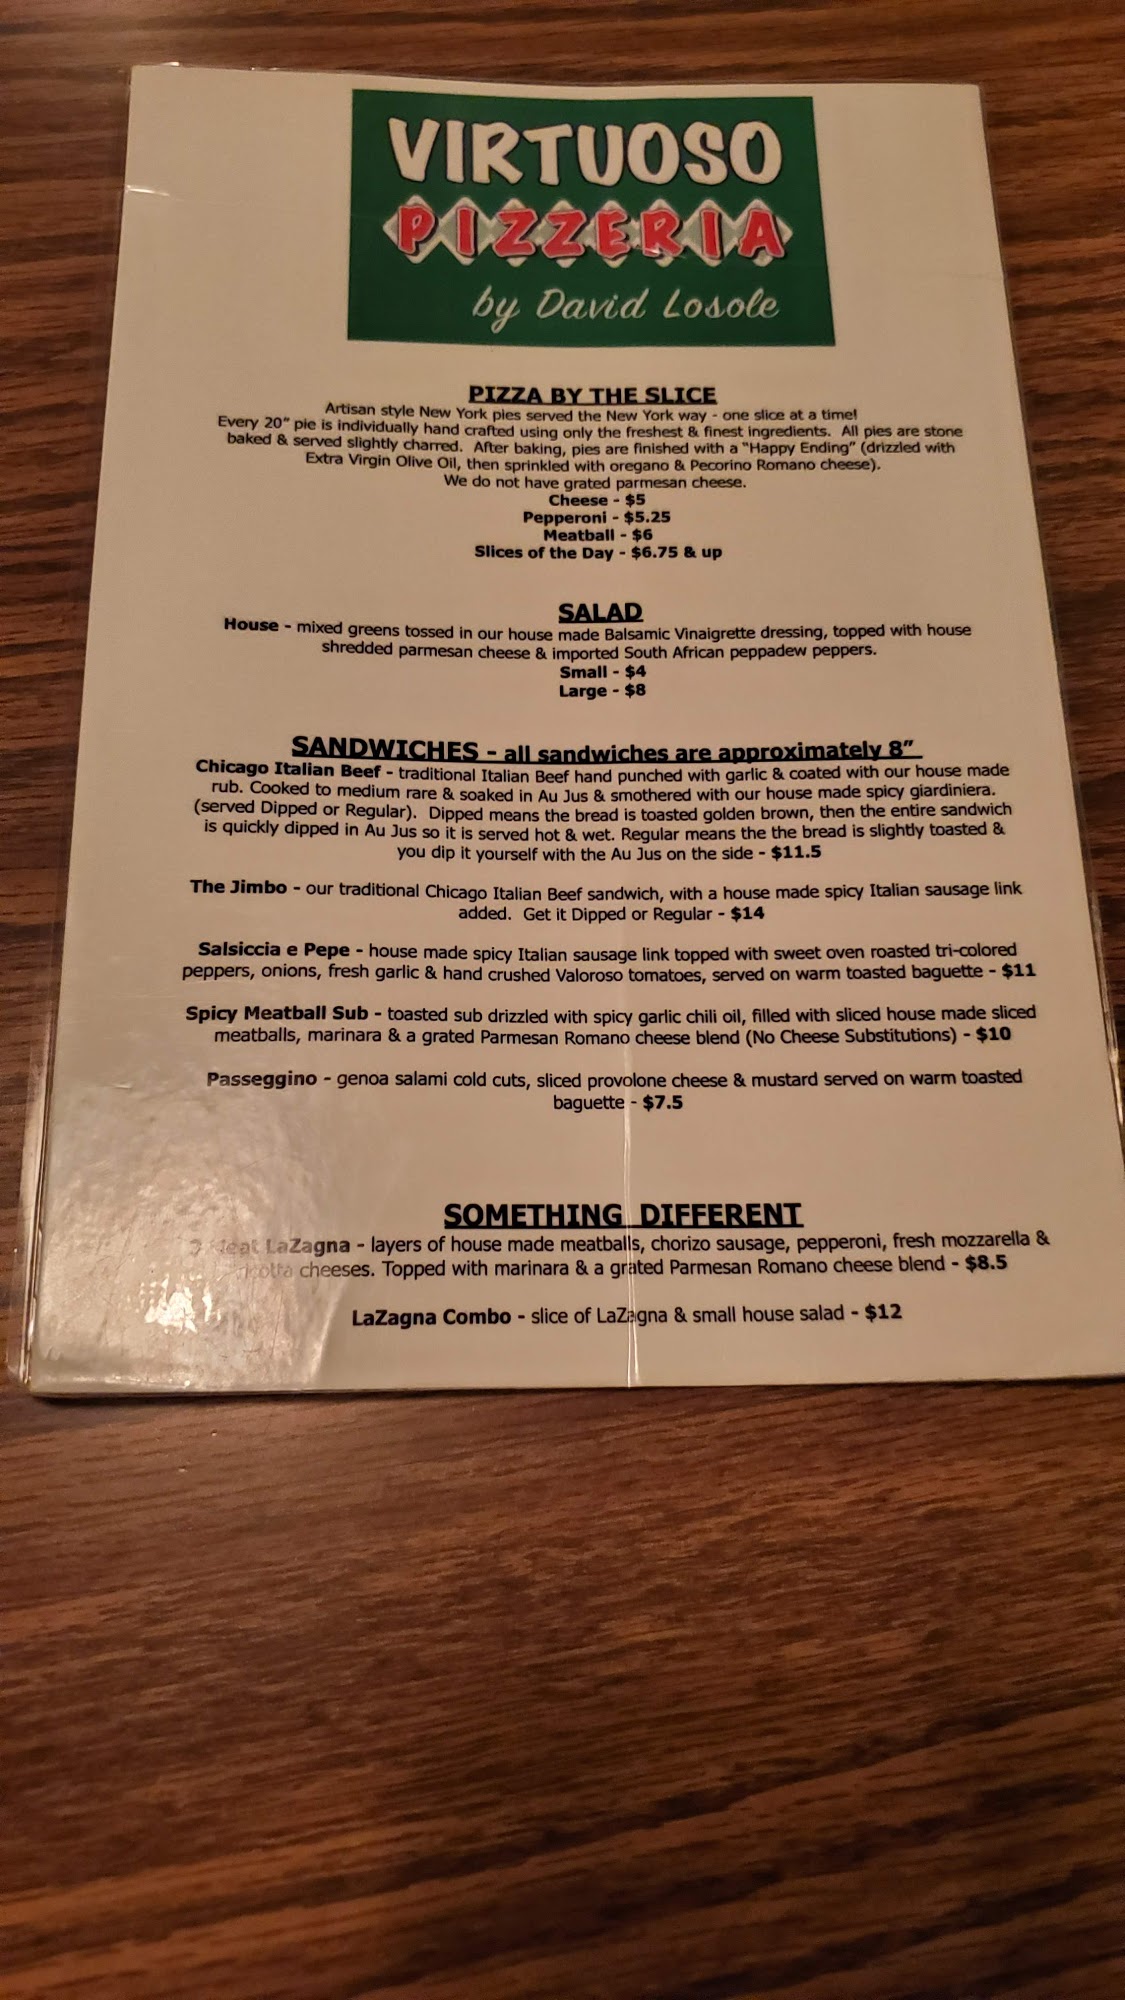 VIRTUOSO
PIZZERIA
by David Losole
PIZZA BY THE SLICE
Artisan style New York pies served the New York way - one slice at a time!
Every 20" pie is individually hand crafted using only the freshest & finest ingredients. All pies are stone
baked & served slightly charred. After baking, pies are finished with a "Happy Ending" (drizzled with
Extra Virgin Olive Oil, then sprinkled with oregano & Pecorino Romano cheese).
We do not have grated parmesan cheese.
Cheese - $5
Pepperoni - $5.25
Meatball - $6
Slices of the Day - $6.75 & up
SALAD
House - mixed greens tossed in our house made Balsamic Vinaigrette dressing, topped with house
shredded parmesan cheese & imported South African peppadew peppers.
Small - $4
Large - $8
SANDWICHES - all sandwiches are approximately 8"
Chicago Italian Beef - traditional Italian Beef hand punched with garlic & coated with our house made
rub. Cooked to medium rare & soaked in Au Jus & smothered with our house made spicy giardiniera.
(served Dipped or Regular). Dipped means the bread is toasted golden brown, then the entire sandwich
is quickly dipped in Au Jus so it is served hot & wet. Regular means the the bread is slightly toasted &
you dip it yourself with the Au Jus on the side - $11.5
The Jimbo - our traditional Chicago Italian Beef sandwich, with a house made spicy Italian sausage link
added. Get it Dipped or Regular - $14
Salsiccia e Pepe - house made spicy Italian sausage link topped with sweet oven roasted tri-colored
peppers, onions, fresh garlic & hand crushed Valoroso tomatoes, served on warm toasted baguette - $11
Spicy Meatball Sub - toasted sub drizzled with spicy garlic chili oil, filled with sliced house made sliced
meatballs, marinara & a grated Parmesan Romano cheese blend (No Cheese Substitutions) - $10
Passeggino - genoa salami cold cuts, sliced provolone cheese & mustard served on warm toasted
baguette - $7.5
SOMETHING DIFFERENT
Meat LaZagna - layers of house made meatballs, chorizo sausage, pepperoni, fresh mozzarella &
cheeses. Topped with marinara & a grated Parmesan Romano cheese blend - $8.5
LaZagna Combo - slice of LaZagna & small house salad - $12